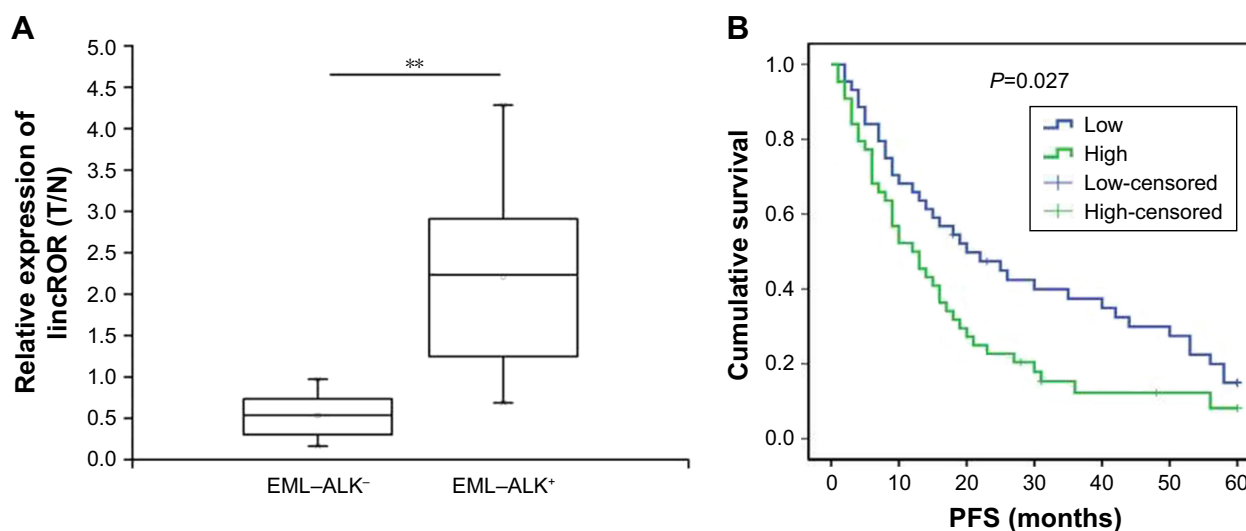 A
Relative expression of
lincROR (T/N)
5.0
4.5
4.0
3.5
3.0
2.5
2.0
1.5
1.0
0.5
0.0
**
EML–ALK⁻
EML–ALK⁺
B
Cumulative survival
1.0
0.8
0.6
0.4
0.2
0.0
P=0.027
Low
High
Low-censored
High-censored
0 10 20 30 40 50 60
PFS (months)